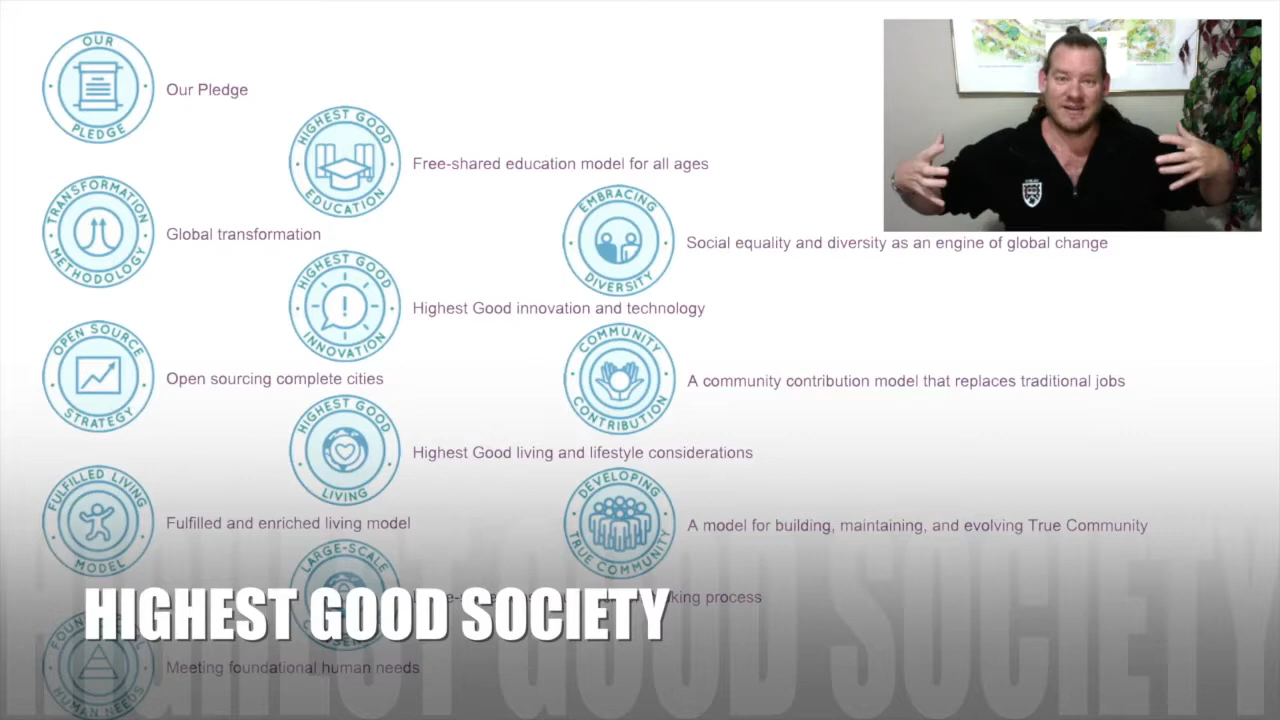 OUR
PLEDGE
Our Pledge
HIGHEST GOOD
EDUCATION
Free-shared education model for all ages
TRANSFORMATION
METHODOLOGY
Global transformation
EMBRACING
DIVERSITY
Social equality and diversity as an engine of global change
HIGHEST GOOD
INNOVATION
Highest Good innovation and technology
OPEN SOURCE
STRATEGY
Open sourcing complete cities
COMMUNITY
CONTRIBUTION
A community contribution model that replaces traditional jobs
HIGHEST GOOD
LIVING
Highest Good living and lifestyle considerations
FULFILLED LIVING
MODEL
Fulfilled and enriched living model
DEVELOPING
TRUE COMMUNITY
A model for building, maintaining, and evolving True Community
LARGE-SCALE
process
HIGHEST GOOD SOCIETY
HUMAN NEEDS
Meeting foundational human needs
HIGHEST GOOD SOCIETY